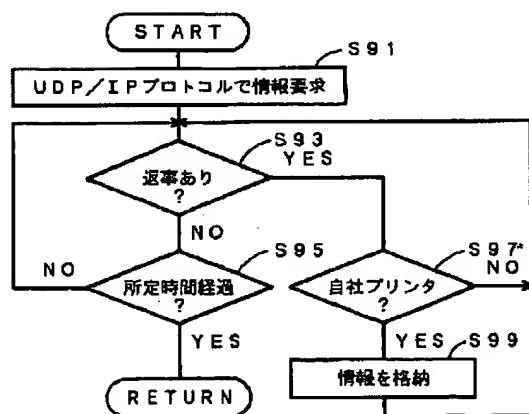 START
S91
UDP/IPプロトコルで情報要求
S93
YES
返事あり
?
NO
S95
S97
NO
NO
所定時間経過
?
自社プリンタ
?
YES
YES
S99
RETURN
情報を格納